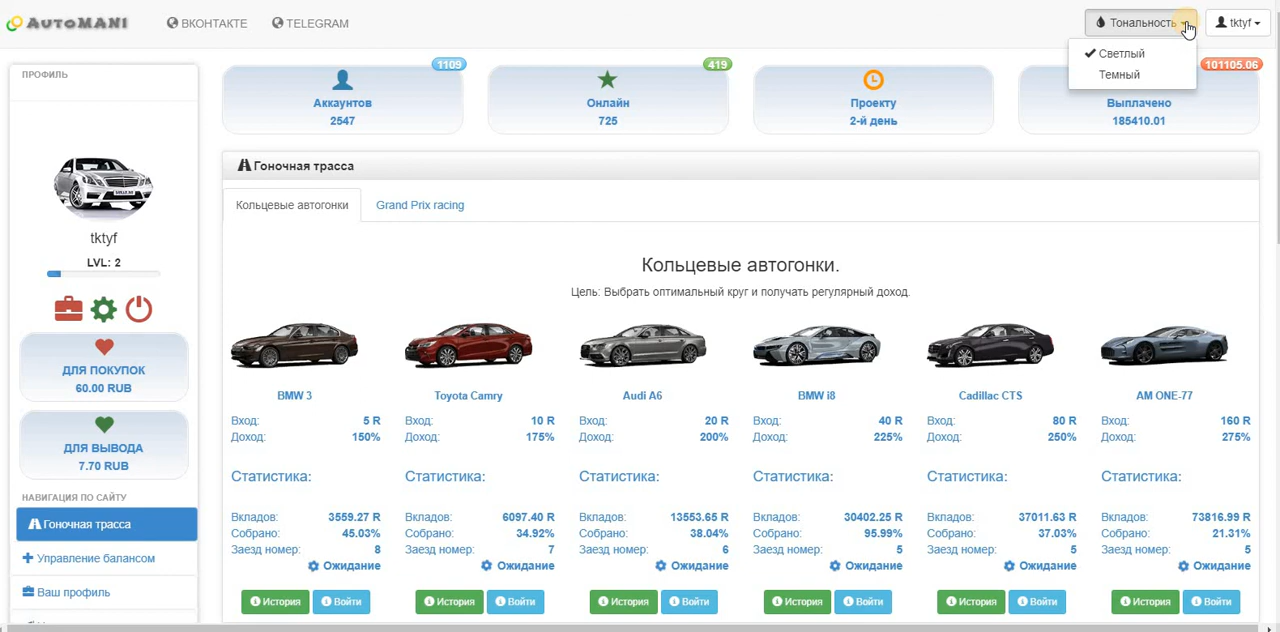 AutoMANI
ВКОНТАКТЕ
TELEGRAM
Тональность
tktyf
Светлый
Темный
ПРОФИЛЬ
tktyf
LVL: 2
ДЛЯ ПОКУПОК
60.00 RUB
ДЛЯ ВЫВОДА
7.70 RUB
НАВИГАЦИЯ ПО САЙТУ
Гоночная трасса
Управление балансом
Ваш профиль
1109
Аккаунтов
2547
419
Онлайн
725
Проекту
2-й день
101105.06
Выплачено
185410.01
Гоночная трасса
Кольцевые автогонки
Grand Prix racing
Кольцевые автогонки.
Цель: Выбрать оптимальный круг и получать регулярный доход.
BMW 3
Вход: 5 R
Доход: 150%
Статистика:
Вкладов: 3559.27 R
Собрано: 45.03%
Заезд номер: 8
Ожидание
История Войти
Toyota Camry
Вход: 10 R
Доход: 175%
Статистика:
Вкладов: 6097.40 R
Собрано: 34.92%
Заезд номер: 7
Ожидание
История Войти
Audi A6
Вход: 20 R
Доход: 200%
Статистика:
Вкладов: 13553.65 R
Собрано: 38.04%
Заезд номер: 6
Ожидание
История Войти
BMW i8
Вход: 40 R
Доход: 225%
Статистика:
Вкладов: 30402.25 R
Собрано: 95.99%
Заезд номер: 5
Ожидание
История Войти
Cadillac CTS
Вход: 80 R
Доход: 250%
Статистика:
Вкладов: 37011.63 R
Собрано: 37.03%
Заезд номер: 5
Ожидание
История Войти
AM ONE-77
Вход: 160 R
Доход: 275%
Статистика:
Вкладов: 73816.99 R
Собрано: 21.31%
Заезд номер: 5
Ожидание
История Войти